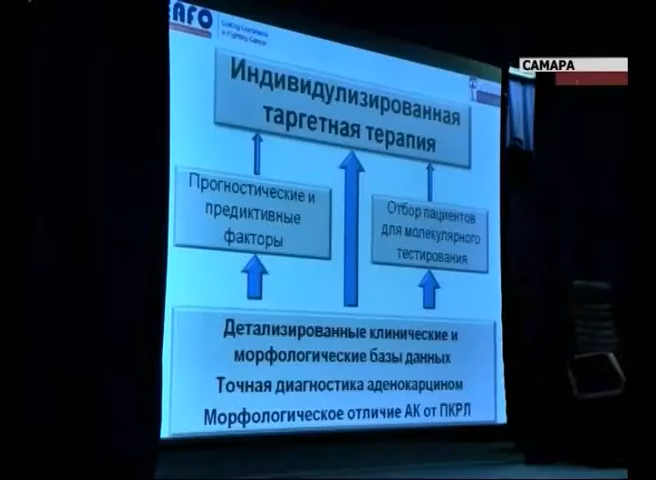 EAFO
САМАРА
Индивидулизированная
таргетная терапия
Прогностические и
предиктивные
факторы
Отбор пациентов
для молекулярного
тестирования
Детализированные клинические и
морфологические базы данных
Точная диагностика аденокарцином
Морфологическое отличие АК от ПКРЛ